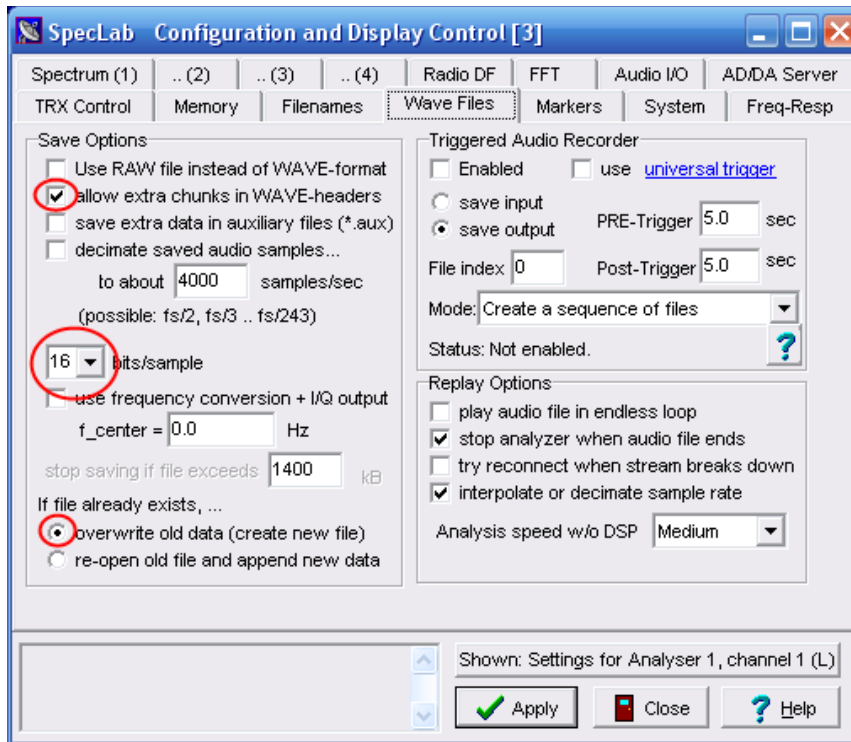 SpecLab Configuration and Display Control [3]
Spectrum (1) .. (2) .. (3) .. (4) Radio DF FFT Audio I/O AD/DA Server
TRX Control Memory Filenames Wave Files Markers System Freq-Resp
Save Options
Use RAW file instead of WAVE-format
allow extra chunks in WAVE-headers
save extra data in auxiliary files (*.aux)
decimate saved audio samples...
to about 4000 samples/sec
(possible: fs/2, fs/3 .. fs/243)
16 bits/sample
use frequency conversion + I/Q output
f_center = 0.0 Hz
stop saving if file exceeds 1400 kB
If file already exists, ...
overwrite old data (create new file)
re-open old file and append new data
Triggered Audio Recorder
Enabled use universal trigger
save input
save output
PRE-Trigger 5.0 sec
File index 0
Post-Trigger 5.0 sec
Mode: Create a sequence of files
Status: Not enabled.
?
Replay Options
play audio file in endless loop
stop analyzer when audio file ends
try reconnect when stream breaks down
interpolate or decimate sample rate
Analysis speed w/o DSP Medium
Shown: Settings for Analyser 1, channel 1 (L)
Apply Close ? Help